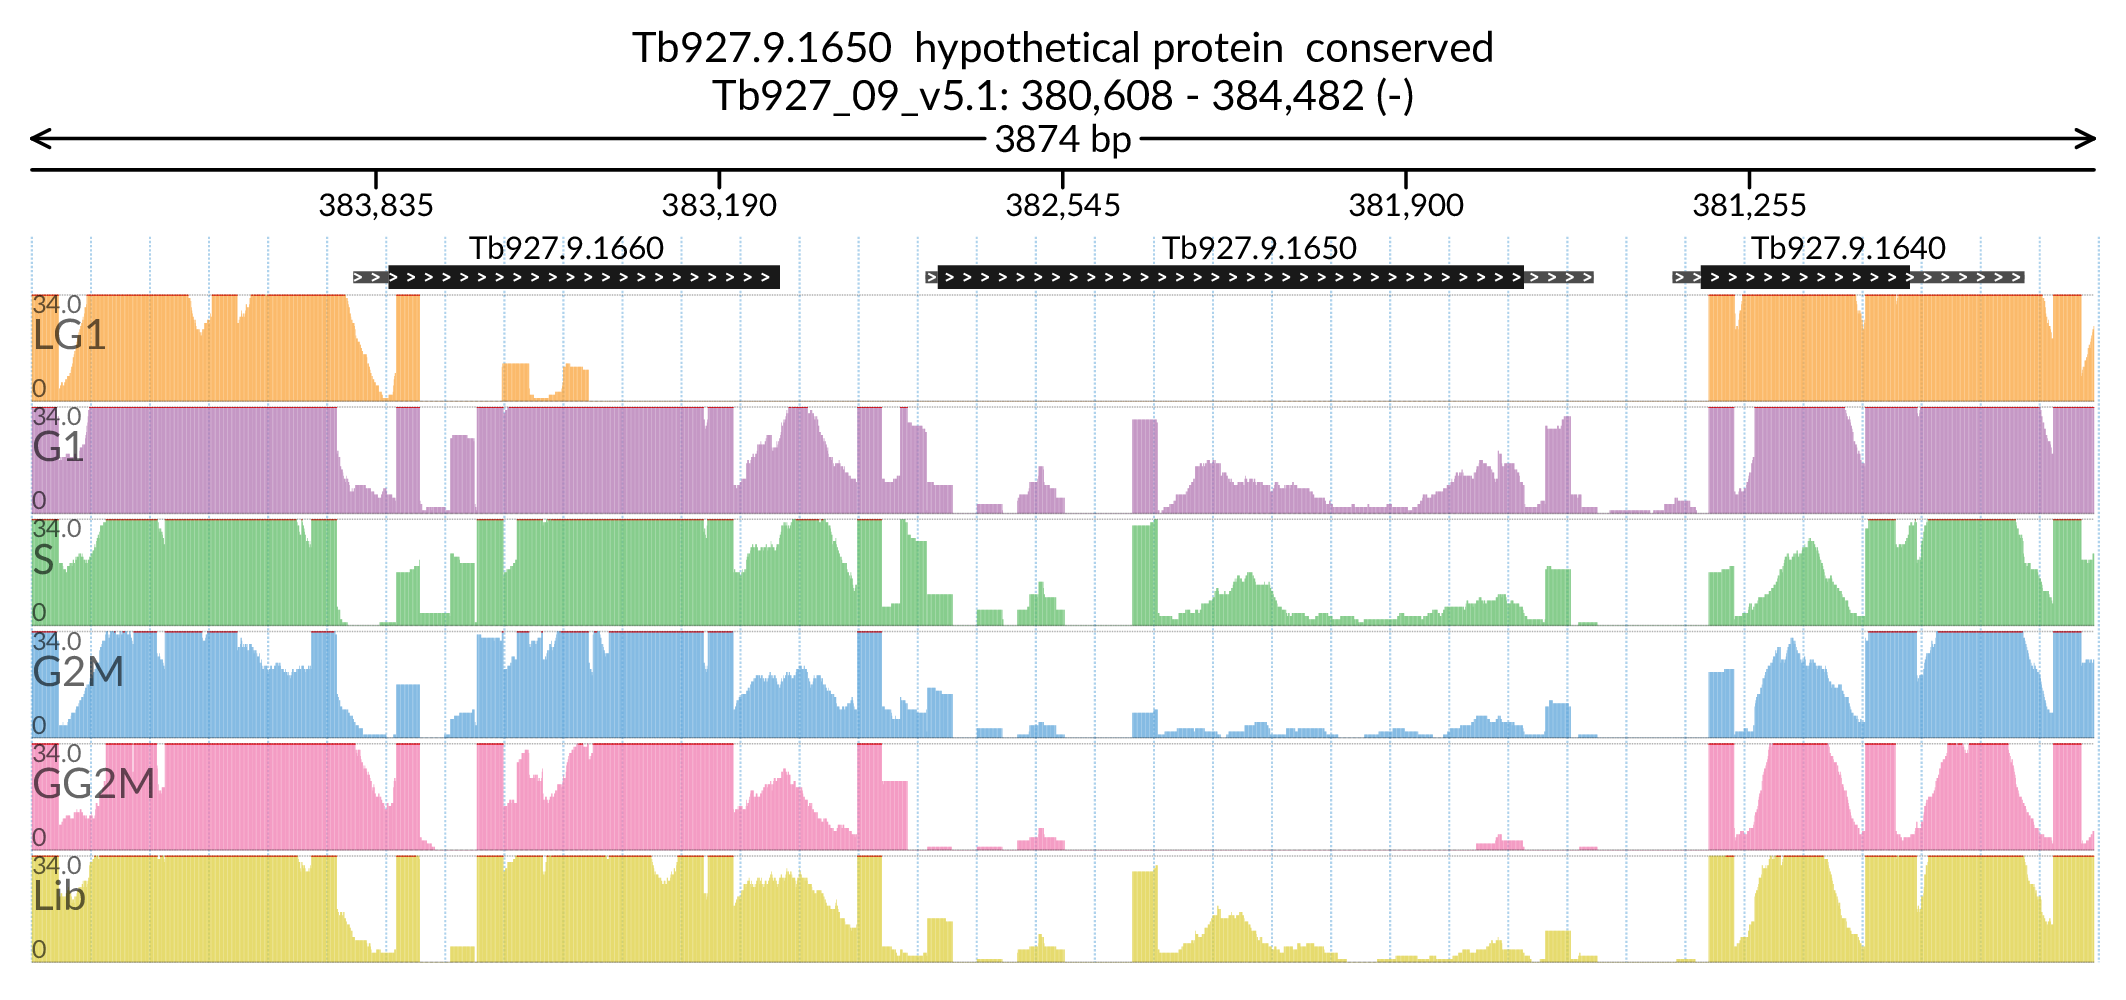 Tb927.9.1650  hypothetical protein  conserved
Tb927_09_v5.1: 380,608 - 384,482 (-)
3874 bp
383,835 383,190 382,545 381,900 381,255
Tb927.9.1660 Tb927.9.1650 Tb927.9.1640
34.0
LG1
0
34.0
G1
0
34.0
S
0
34.0
G2M
0
34.0
GG2M
0
34.0
Lib
0